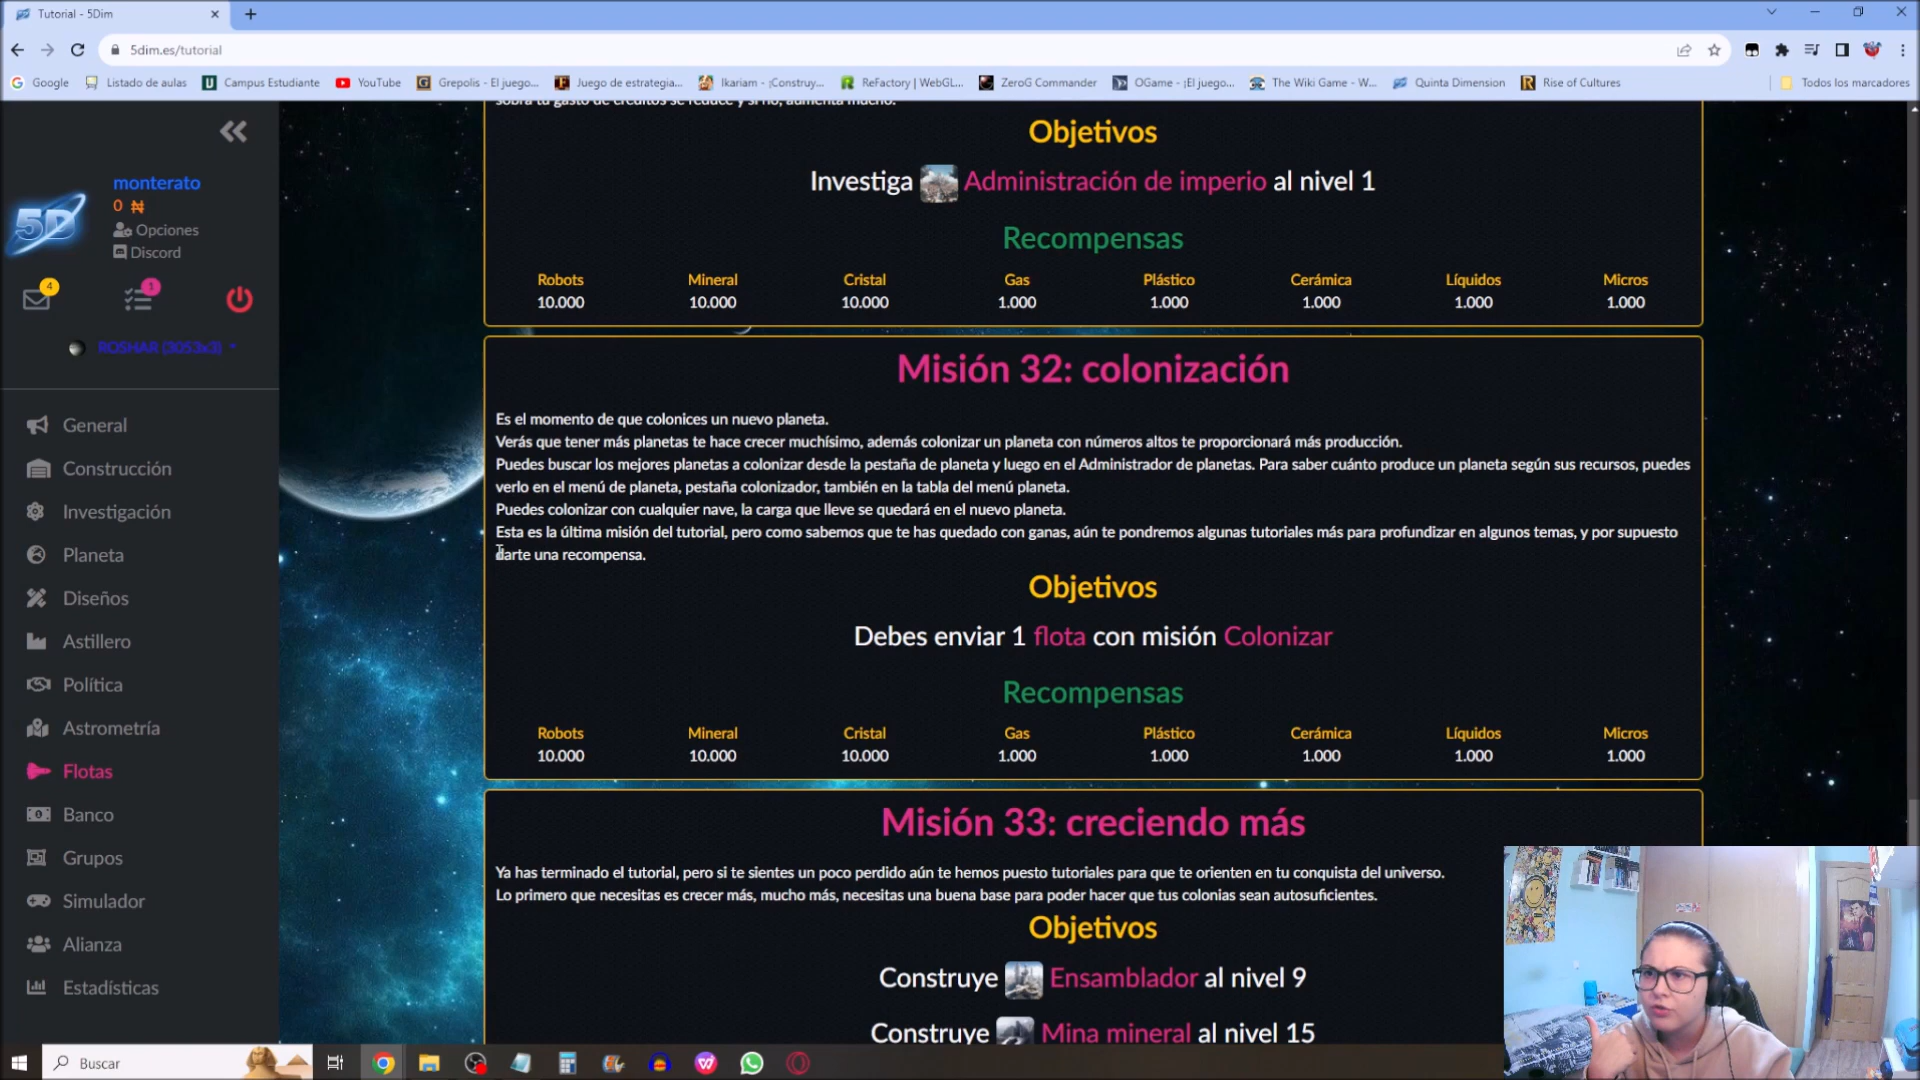 Tutorial - 5Dim
5dim.es/tutorial
Google
Listado de aulas
Campus Estudiante
YouTube
Grepolis - El juego...
Juego de estrategia...
Ikariam - ¡Construy...
ReFactory | WebGL...
ZeroG Commander
OGame - ¡El juego...
The Wiki Game - W...
Quinta Dimension
Rise of Cultures
Todos los marcadores
monterato
0
Opciones
Discord
4
1
5D
ROSHAR (3053x3)
General
Construcción
Investigación
Planeta
Diseños
Astillero
Política
Astrometría
Flotas
Banco
Grupos
Simulador
Alianza
Estadísticas
sobra tu gasto de créditos se reduce y si no, aumenta mucho.
Objetivos
Investiga Administración de imperio al nivel 1
Recompensas
Robots Mineral Cristal Gas Plástico Cerámica Líquidos Micros
10.000 10.000 10.000 1.000 1.000 1.000 1.000 1.000
Misión 32: colonización
Es el momento de que colonices un nuevo planeta.
Verás que tener más planetas te hace crecer muchísimo, además colonizar un planeta con números altos te proporcionará más producción.
Puedes buscar los mejores planetas a colonizar desde la pestaña de planeta y luego en el Administrador de planetas. Para saber cuánto produce un planeta según sus recursos, puedes
verlo en el menú de planeta, pestaña colonizador, también en la tabla del menú planeta.
Puedes colonizar con cualquier nave, la carga que lleve se quedará en el nuevo planeta.
Esta es la última misión del tutorial, pero como sabemos que te has quedado con ganas, aún te pondremos algunas tutoriales más para profundizar en algunos temas, y por supuesto
darte una recompensa.
Objetivos
Debes enviar 1 flota con misión Colonizar
Recompensas
Robots Mineral Cristal Gas Plástico Cerámica Líquidos Micros
10.000 10.000 10.000 1.000 1.000 1.000 1.000 1.000
Misión 33: creciendo más
Ya has terminado el tutorial, pero si te sientes un poco perdido aún te hemos puesto tutoriales para que te orienten en tu conquista del universo.
Lo primero que necesitas es crecer más, mucho más, necesitas una buena base para poder hacer que tus colonias sean autosuficientes.
Objetivos
Construye Ensamblador al nivel 9
Construye Mina mineral al nivel 15
Buscar